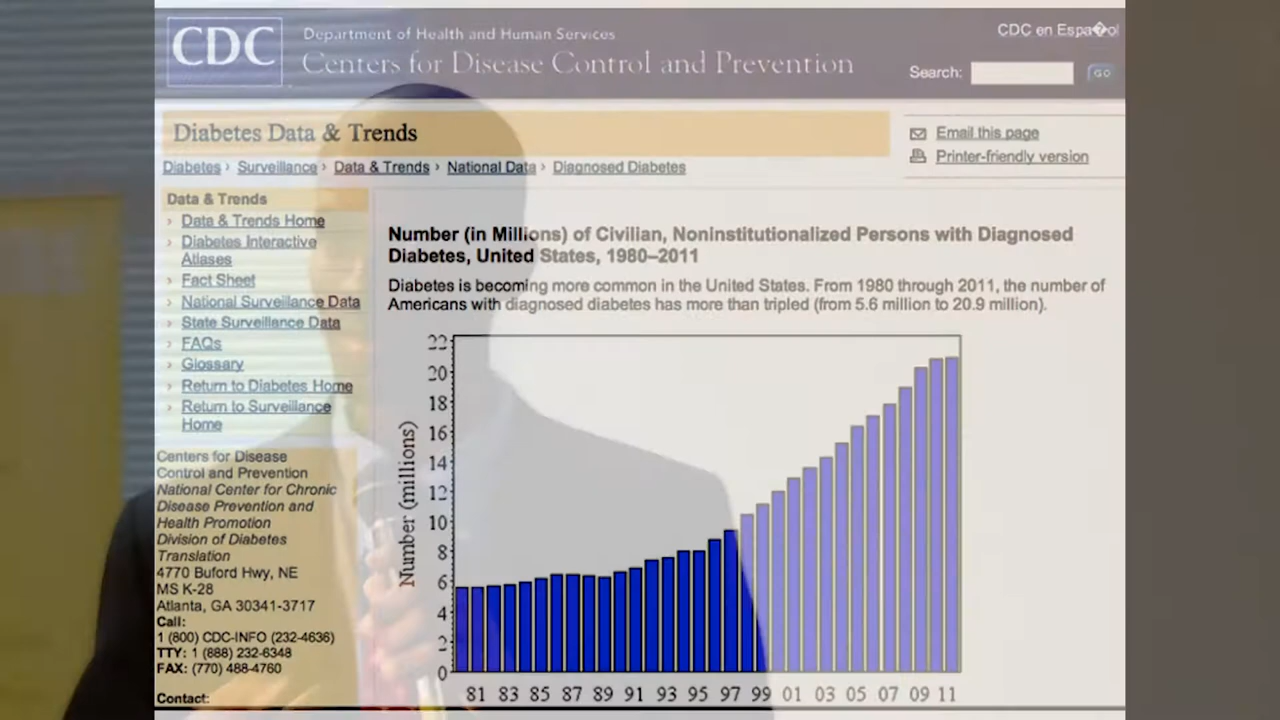 CDC
Department of Health and Human Services
Centers for Disease Control and Prevention
CDC en Espa�ol
Search:
GO
Diabetes Data & Trends
Email this page
Printer-friendly version
Diabetes › Surveillance › Data & Trends › National Data › Diagnosed Diabetes
Data & Trends
› Data & Trends Home
› Diabetes Interactive
Atlases
› Fact Sheet
› National Surveillance Data
› State Surveillance Data
› FAQs
› Glossary
› Return to Diabetes Home
› Return to Surveillance
Home
Centers for Disease
Control and Prevention
National Center for Chronic
Disease Prevention and
Health Promotion
Division of Diabetes
Translation
4770 Buford Hwy, NE
MS K-28
Atlanta, GA 30341-3717
Call:
1 (800) CDC-INFO (232-4636)
TTY: 1 (888) 232-6348
FAX: (770) 488-4760
Contact:
Number (in Millions) of Civilian, Noninstitutionalized Persons with Diagnosed
Diabetes, United States, 1980–2011
Diabetes is becoming more common in the United States. From 1980 through 2011, the number of
Americans with diagnosed diabetes has more than tripled (from 5.6 million to 20.9 million).
Number (millions)
22
20
18
16
14
12
10
8
6
4
2
0
81 83 85 87 89 91 93 95 97 99 01 03 05 07 09 11